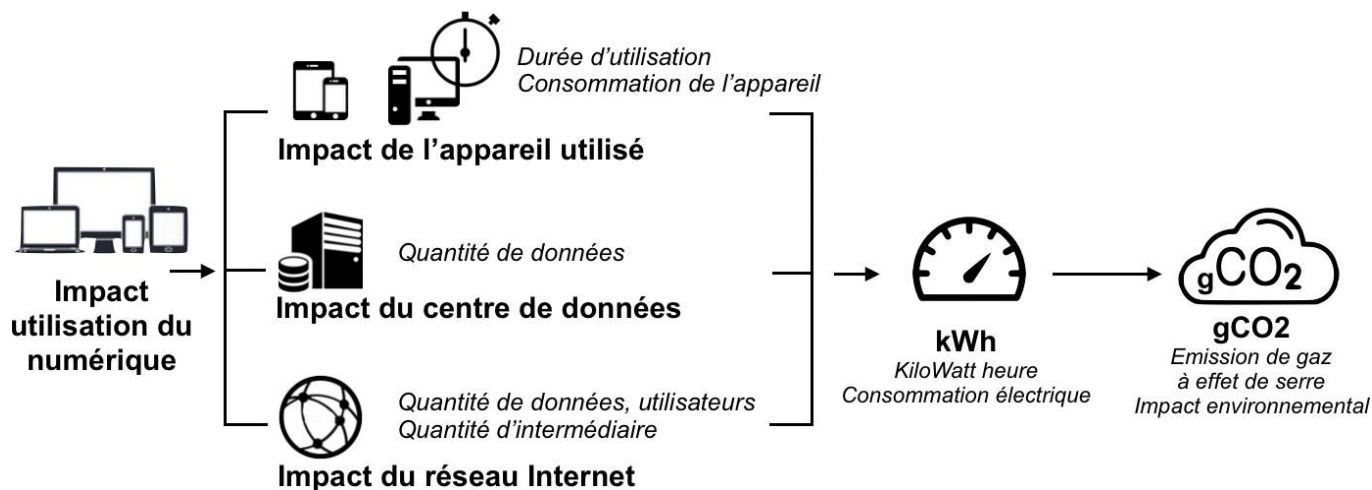 Durée d'utilisation
Consommation de l'appareil
Impact de l'appareil utilisé
Quantité de données
Impact du centre de données
Quantité de données, utilisateurs
Quantité d'intermédiaire
Impact du réseau Internet
Impact
utilisation du
numérique
kWh
KiloWatt heure
Consommation électrique
gCO2
gCO2
Emission de gaz
à effet de serre
Impact environnemental